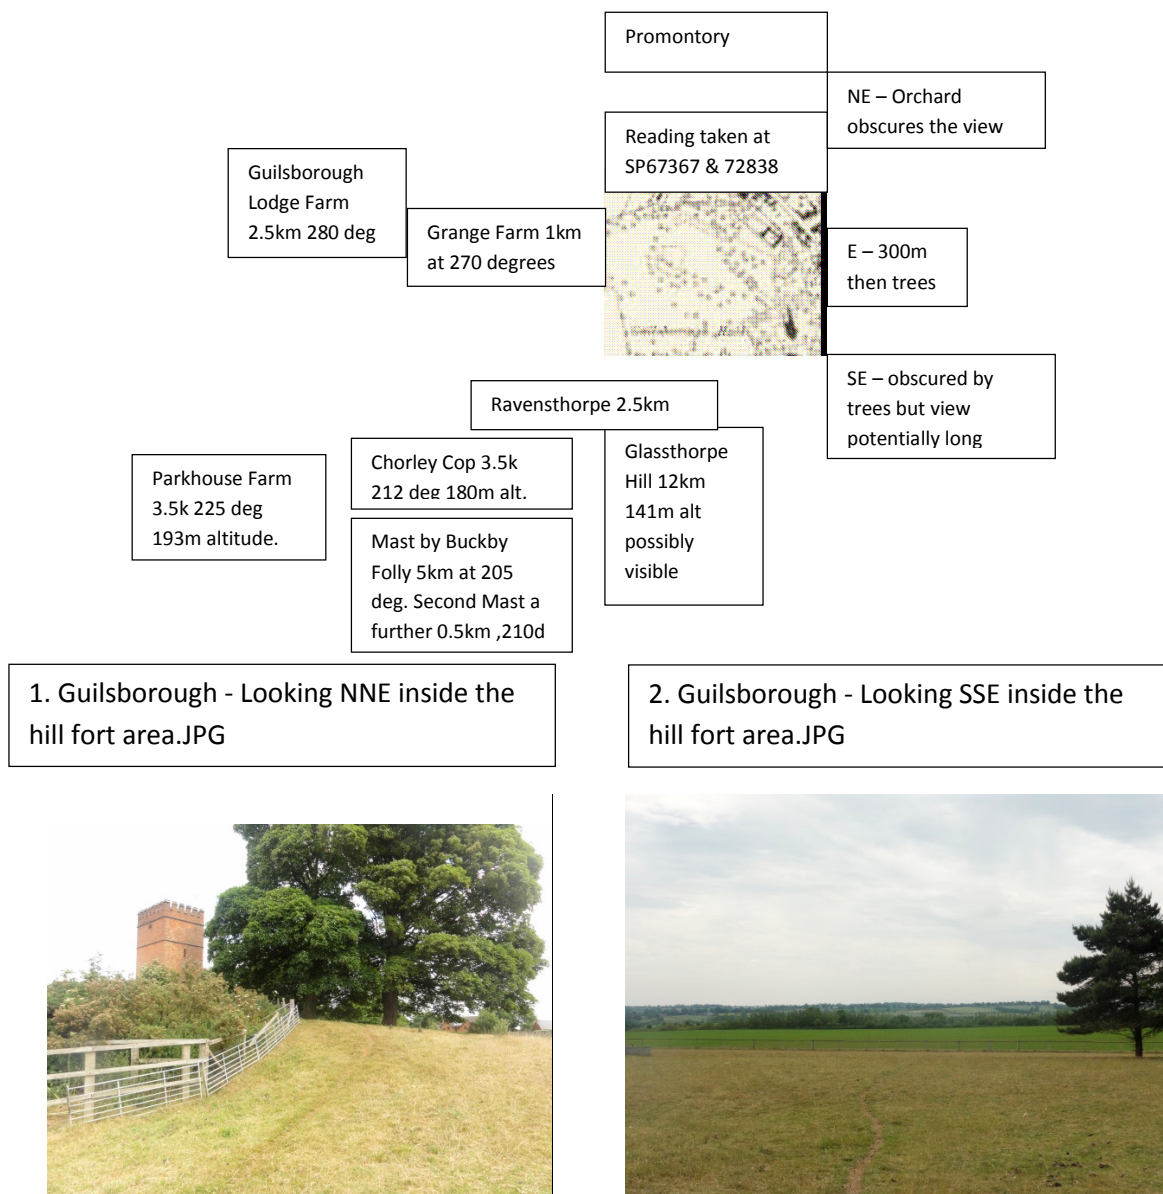 Promontory
NE – Orchard
obscures the view
Reading taken at
SP67367 & 72838
Guilsborough
Lodge Farm
2.5km 280 deg
Grange Farm 1km
at 270 degrees
E – 300m
then trees
SE – obscured by
trees but view
potentially long
Ravensthorpe 2.5km
Chorley Cop 3.5k
212 deg 180m alt.
Glassthorpe
Hill 12km
141m alt
possibly
visible
Parkhouse Farm
3.5k 225 deg
193m altitude.
Mast by Buckby
Folly 5km at 205
deg. Second Mast a
further 0.5km ,210d
1. Guilsborough - Looking NNE inside the
hill fort area.JPG
2. Guilsborough - Looking SSE inside the
hill fort area.JPG